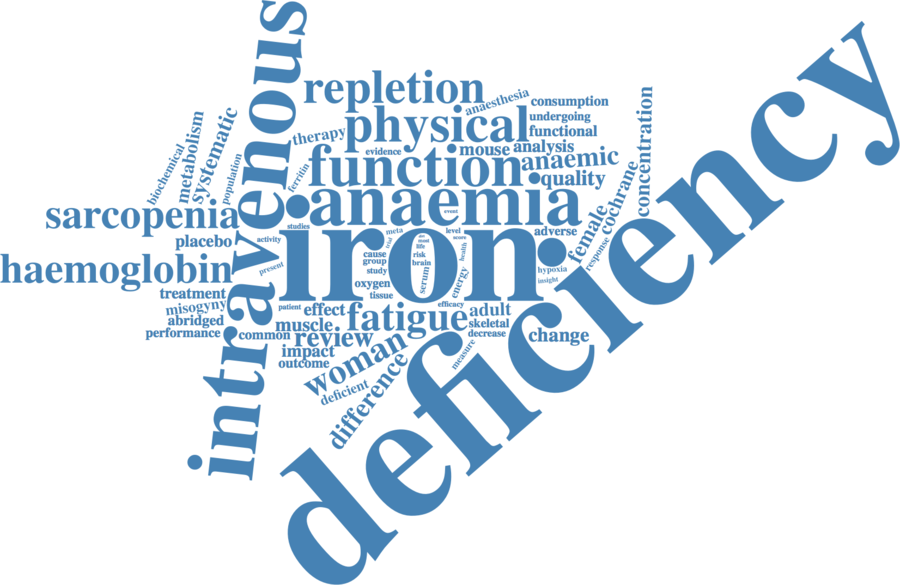 intravenous
repletion
anaesthesia
consumption
concentration
deficiency
physical
undergoing
functional
therapy
biochemical
metabolism
systematic
population
evidence
mouse
analysis
function
anaemic
ferritin
quality
cochrane
sarcopenia
anaemia
event
female
studies
placebo
activity
iron
meta
trial
level
score
adverse
response
most
life
risk
brain
cause
group
study
serum
health
energy
hypoxia
insight
haemoglobin
present
oxygen
tissue
treatment
misogyny
abridged
performance
patient
effect
efficacy
fatigue
adult
muscle
skeletal
decrease
common
review
change
impact
outcome
woman
measure
deficient
difference